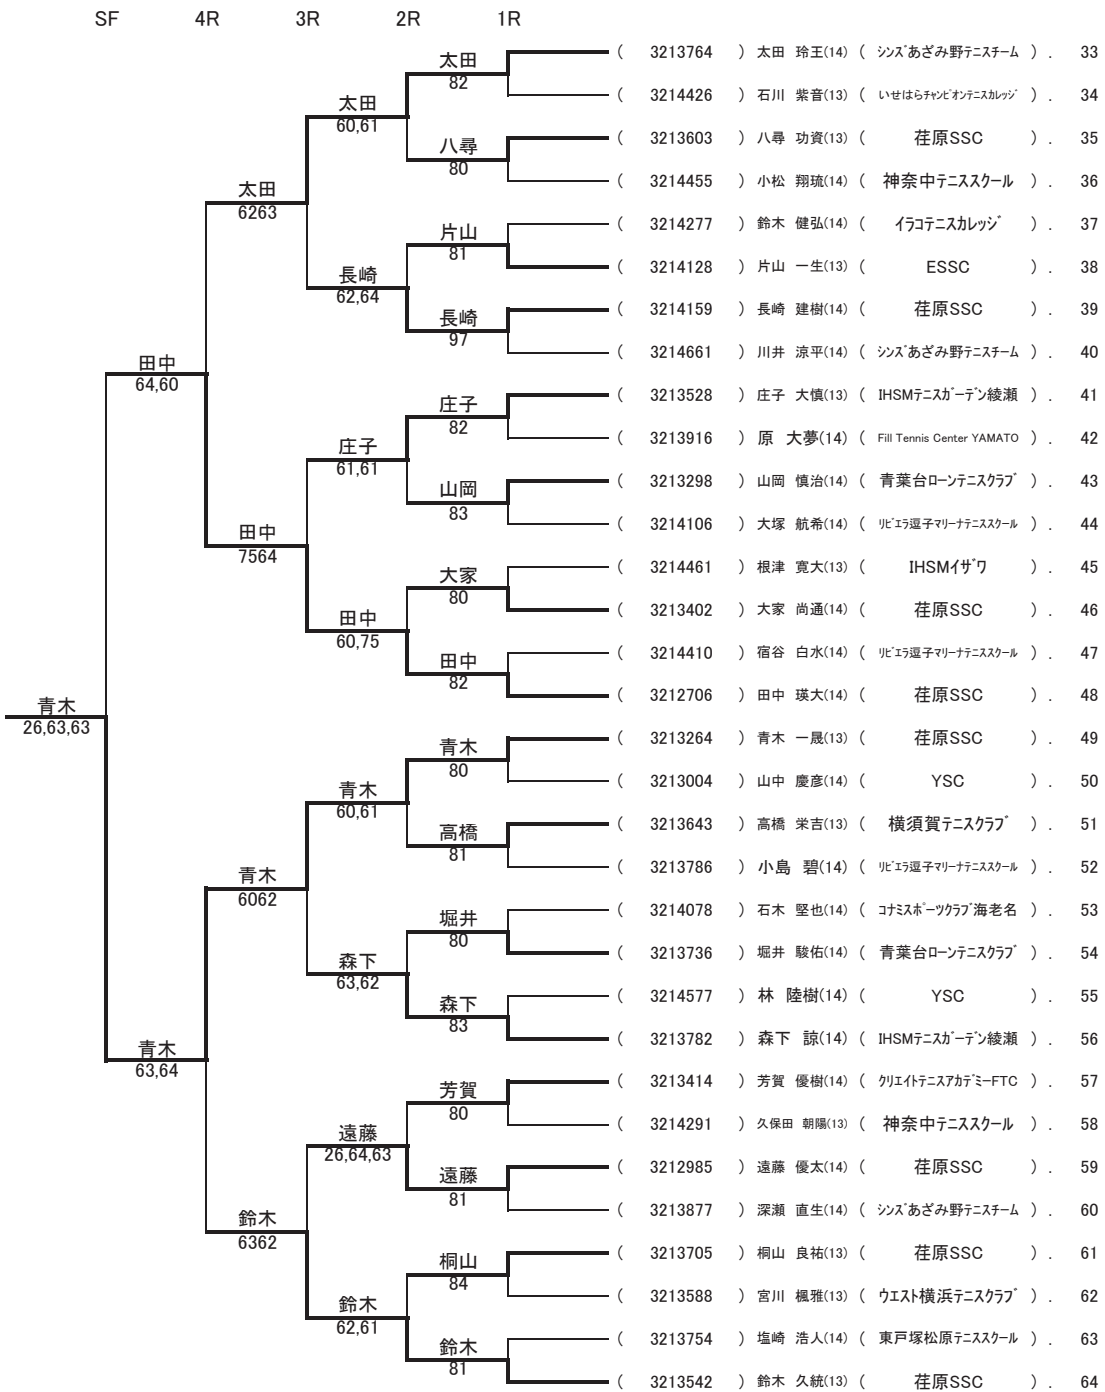 SF 4R 3R 2R 1R
( 3213764 ) 太田 玲王(14) ( シンズあざみ野テニスチーム ) . 33
太田
82
( 3214426 ) 石川 紫音(13) ( いせはらチャンピオンテニスカレッジ ) . 34
太田
60,61
( 3213603 ) 八尋 功資(13) ( 荏原SSC ) . 35
八尋
80
( 3214455 ) 小松 翔琉(14) ( 神奈中テニススクール ) . 36
太田
6263
( 3214277 ) 鈴木 健弘(14) ( イラコテニスカレッジ ) . 37
片山
81
( 3214128 ) 片山 一生(13) ( ESSC ) . 38
長崎
62,64
( 3214159 ) 長崎 建樹(14) ( 荏原SSC ) . 39
長崎
97
( 3214661 ) 川井 涼平(14) ( シンズあざみ野テニスチーム ) . 40
田中
64,60
( 3213528 ) 庄子 大慎(13) ( IHSMテニスガーデン綾瀬 ) . 41
庄子
82
( 3213916 ) 原 大夢(14) ( Fill Tennis Center YAMATO ) . 42
庄子
61,61
( 3213298 ) 山岡 慎治(14) ( 青葉台ローンテニスクラブ ) . 43
山岡
83
( 3214106 ) 大塚 航希(14) ( リビエラ逗子マリーナテニススクール ) . 44
田中
7564
( 3214461 ) 根津 寛大(13) ( IHSMイザワ ) . 45
大家
80
( 3213402 ) 大家 尚通(14) ( 荏原SSC ) . 46
田中
60,75
( 3214410 ) 宿谷 白水(14) ( リビエラ逗子マリーナテニススクール ) . 47
田中
82
( 3212706 ) 田中 瑛大(14) ( 荏原SSC ) . 48
青木
26,63,63
( 3213264 ) 青木 一晟(13) ( 荏原SSC ) . 49
青木
80
( 3213004 ) 山中 慶彦(14) ( YSC ) . 50
青木
60,61
( 3213643 ) 高橋 栄吉(13) ( 横須賀テニスクラブ ) . 51
高橋
81
( 3213786 ) 小島 碧(14) ( リビエラ逗子マリーナテニススクール ) . 52
青木
6062
( 3214078 ) 石木 堅也(14) ( コナミスポーツクラブ海老名 ) . 53
堀井
80
( 3213736 ) 堀井 駿佑(14) ( 青葉台ローンテニスクラブ ) . 54
森下
63,62
( 3214577 ) 林 陸樹(14) ( YSC ) . 55
森下
83
( 3213782 ) 森下 諒(14) ( IHSMテニスガーデン綾瀬 ) . 56
青木
63,64
( 3213414 ) 芳賀 優樹(14) ( クリエイトテニスアカデミーFTC ) . 57
芳賀
80
( 3214291 ) 久保田 朝陽(13) ( 神奈中テニススクール ) . 58
遠藤
26,64,63
( 3212985 ) 遠藤 優太(14) ( 荏原SSC ) . 59
遠藤
81
( 3213877 ) 深瀬 直生(14) ( シンズあざみ野テニスチーム ) . 60
鈴木
6362
( 3213705 ) 桐山 良祐(13) ( 荏原SSC ) . 61
桐山
84
( 3213588 ) 宮川 楓雅(13) ( ウエスト横浜テニスクラブ ) . 62
鈴木
62,61
( 3213754 ) 塩崎 浩人(14) ( 東戸塚松原テニススクール ) . 63
鈴木
81
( 3213542 ) 鈴木 久統(13) ( 荏原SSC ) . 64